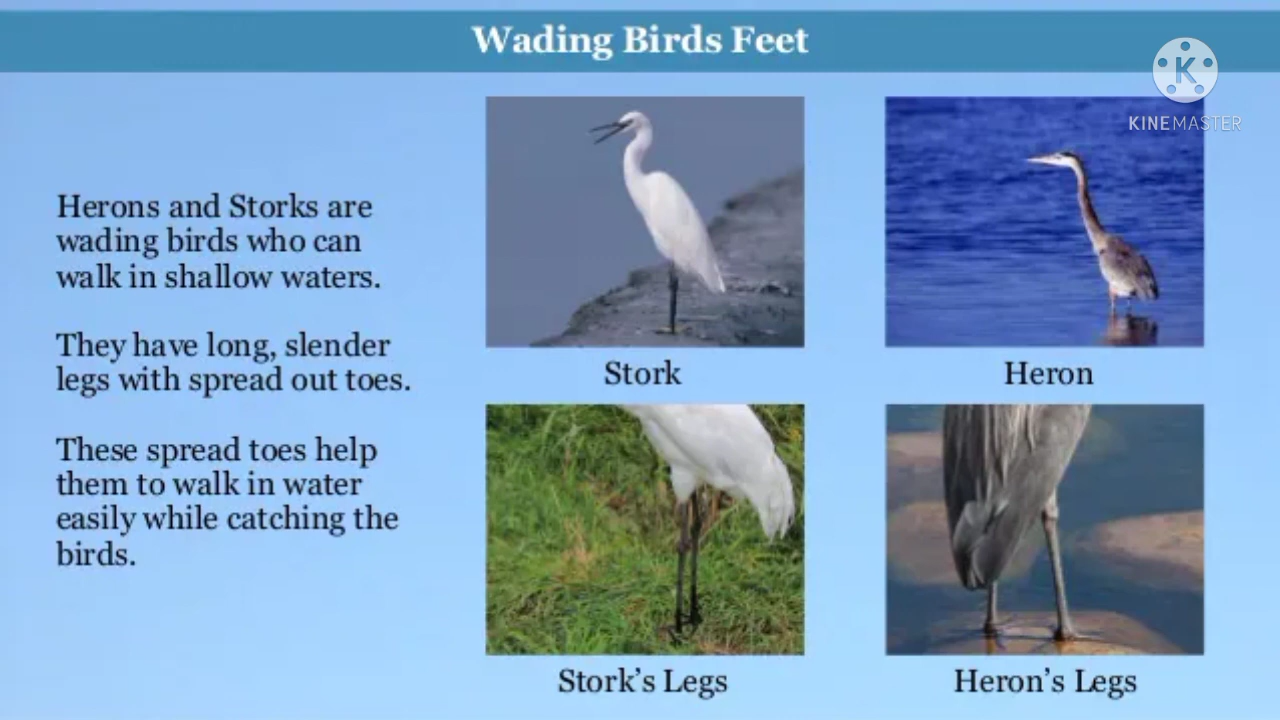 Wading Birds Feet
K
KINEMASTER
Herons and Storks are
wading birds who can
walk in shallow waters.
They have long, slender
legs with spread out toes.
These spread toes help
them to walk in water
easily while catching the
birds.
Stork
Heron
Stork's Legs
Heron's Legs